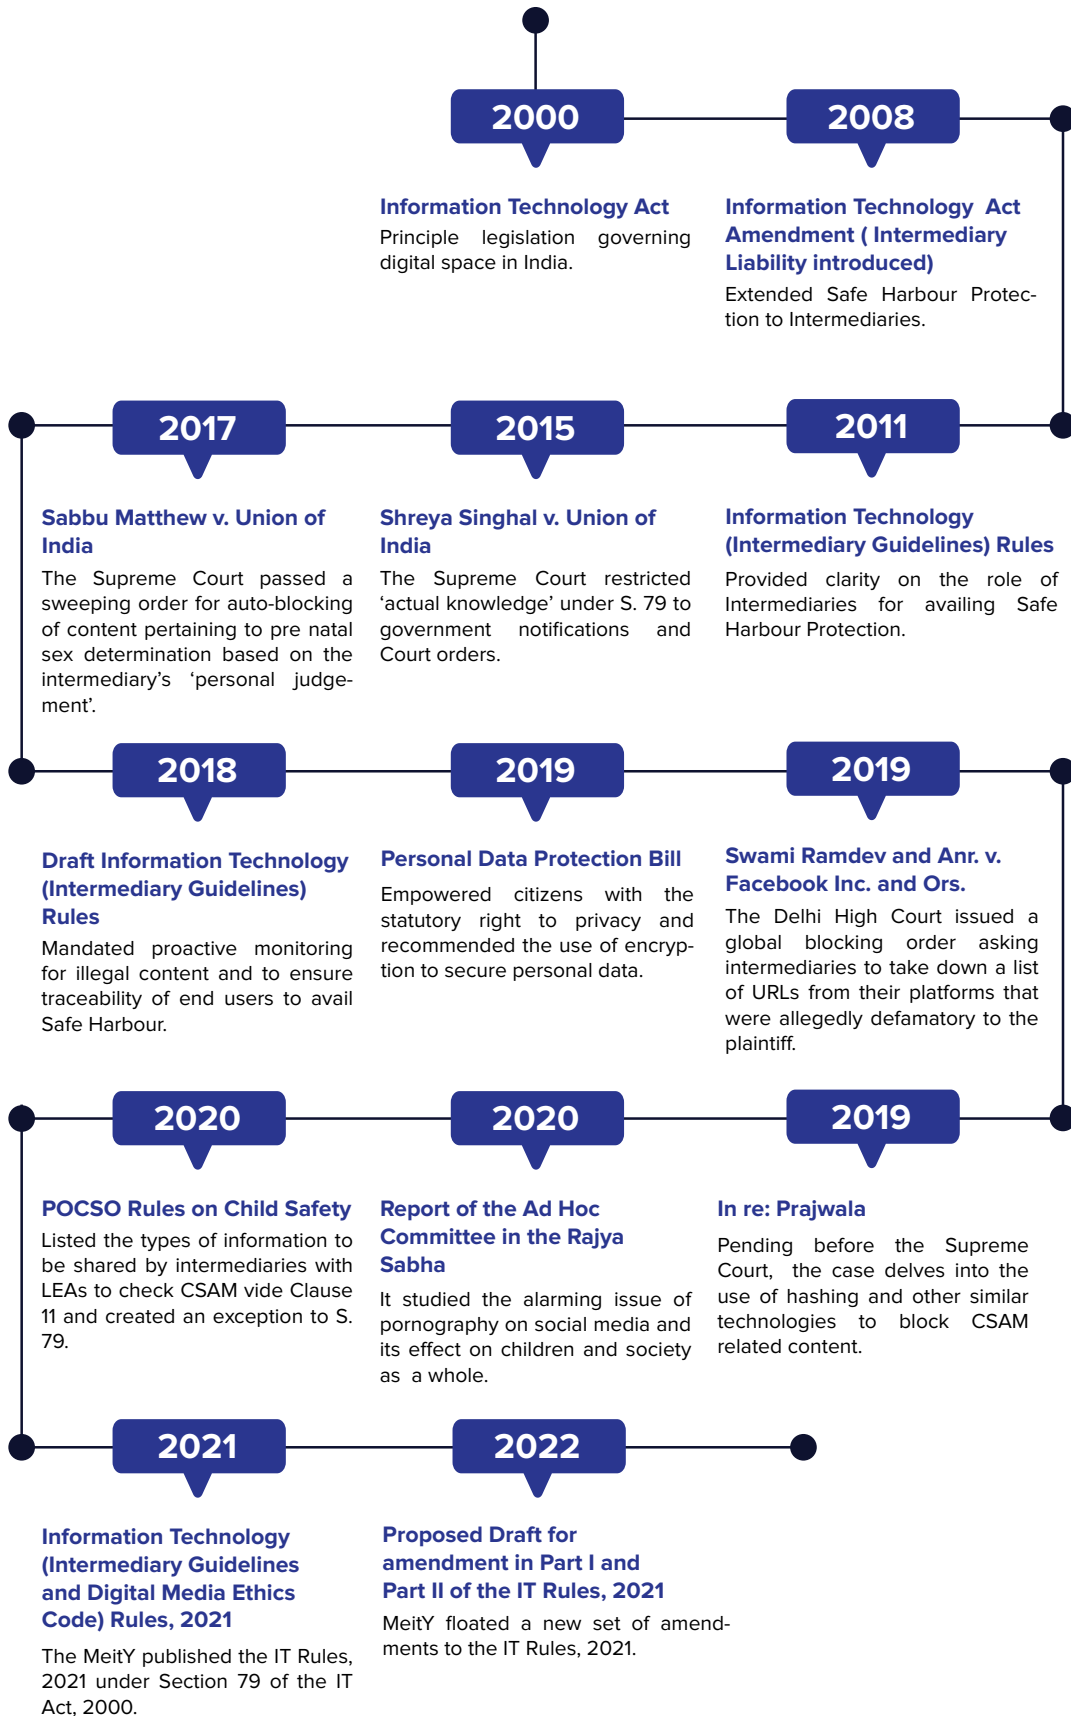 2000
Information Technology Act
Principle legislation governing
digital space in India.
2008
Information Technology Act
Amendment ( Intermediary
Liability introduced)
Extended Safe Harbour Protec-
tion to Intermediaries.
2011
Information Technology
(Intermediary Guidelines) Rules
Provided clarity on the role of
Intermediaries for availing Safe
Harbour Protection.
2015
Shreya Singhal v. Union of
India
The Supreme Court restricted
‘actual knowledge’ under S. 79 to
government notifications and
Court orders.
2017
Sabbu Matthew v. Union of
India
The Supreme Court passed a
sweeping order for auto-blocking
of content pertaining to pre natal
sex determination based on the
intermediary’s ‘personal judge-
ment’.
2018
Draft Information Technology
(Intermediary Guidelines)
Rules
Mandated proactive monitoring
for illegal content and to ensure
traceability of end users to avail
Safe Harbour.
2019
Personal Data Protection Bill
Empowered citizens with the
statutory right to privacy and
recommended the use of encryp-
tion to secure personal data.
2019
Swami Ramdev and Anr. v.
Facebook Inc. and Ors.
The Delhi High Court issued a
global blocking order asking
intermediaries to take down a list
of URLs from their platforms that
were allegedly defamatory to the
plaintiff.
2019
In re: Prajwala
Pending before the Supreme
Court, the case delves into the
use of hashing and other similar
technologies to block CSAM
related content.
2020
Report of the Ad Hoc
Committee in the Rajya
Sabha
It studied the alarming issue of
pornography on social media and
its effect on children and society
as a whole.
2020
POCSO Rules on Child Safety
Listed the types of information to
be shared by intermediaries with
LEAs to check CSAM vide Clause
11 and created an exception to S.
79.
2021
Information Technology
(Intermediary Guidelines
and Digital Media Ethics
Code) Rules, 2021
The MeitY published the IT Rules,
2021 under Section 79 of the IT
Act, 2000.
2022
Proposed Draft for
amendment in Part I and
Part II of the IT Rules, 2021
MeitY floated a new set of amend-
ments to the IT Rules, 2021.